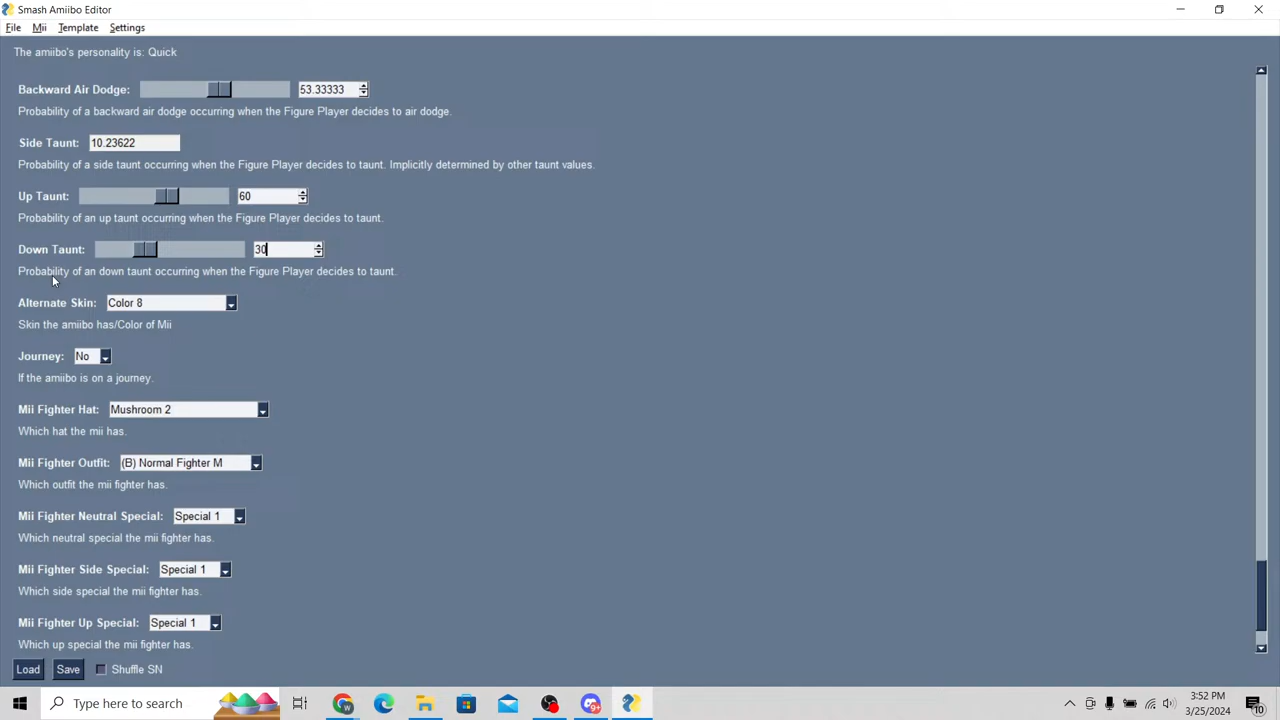 Smash Amiibo Editor
File Mii Template Settings
The amiibo's personality is: Quick
Backward Air Dodge: 53.33333
Probability of a backward air dodge occurring when the Figure Player decides to air dodge.
Side Taunt: 10.23622
Probability of a side taunt occurring when the Figure Player decides to taunt. Implicitly determined by other taunt values.
Up Taunt: 60
Probability of an up taunt occurring when the Figure Player decides to taunt.
Down Taunt: 30
Probability of an down taunt occurring when the Figure Player decides to taunt.
Alternate Skin: Color 8
Skin the amiibo has/Color of Mii
Journey: No
If the amiibo is on a journey.
Mii Fighter Hat: Mushroom 2
Which hat the mii has.
Mii Fighter Outfit: (B) Normal Fighter M
Which outfit the mii fighter has.
Mii Fighter Neutral Special: Special 1
Which neutral special the mii fighter has.
Mii Fighter Side Special: Special 1
Which side special the mii fighter has.
Mii Fighter Up Special: Special 1
Which up special the mii fighter has.
Load Save Shuffle SN
Type here to search
3:52 PM
3/25/2024
10